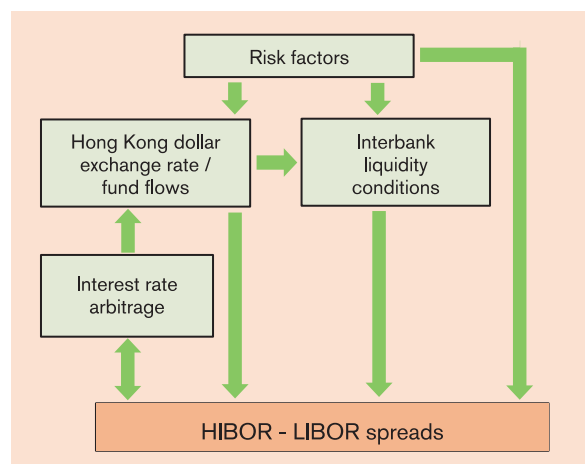 Risk factors
Hong Kong dollar
exchange rate /
fund flows
Interbank
liquidity
conditions
Interest rate
arbitrage
HIBOR - LIBOR spreads